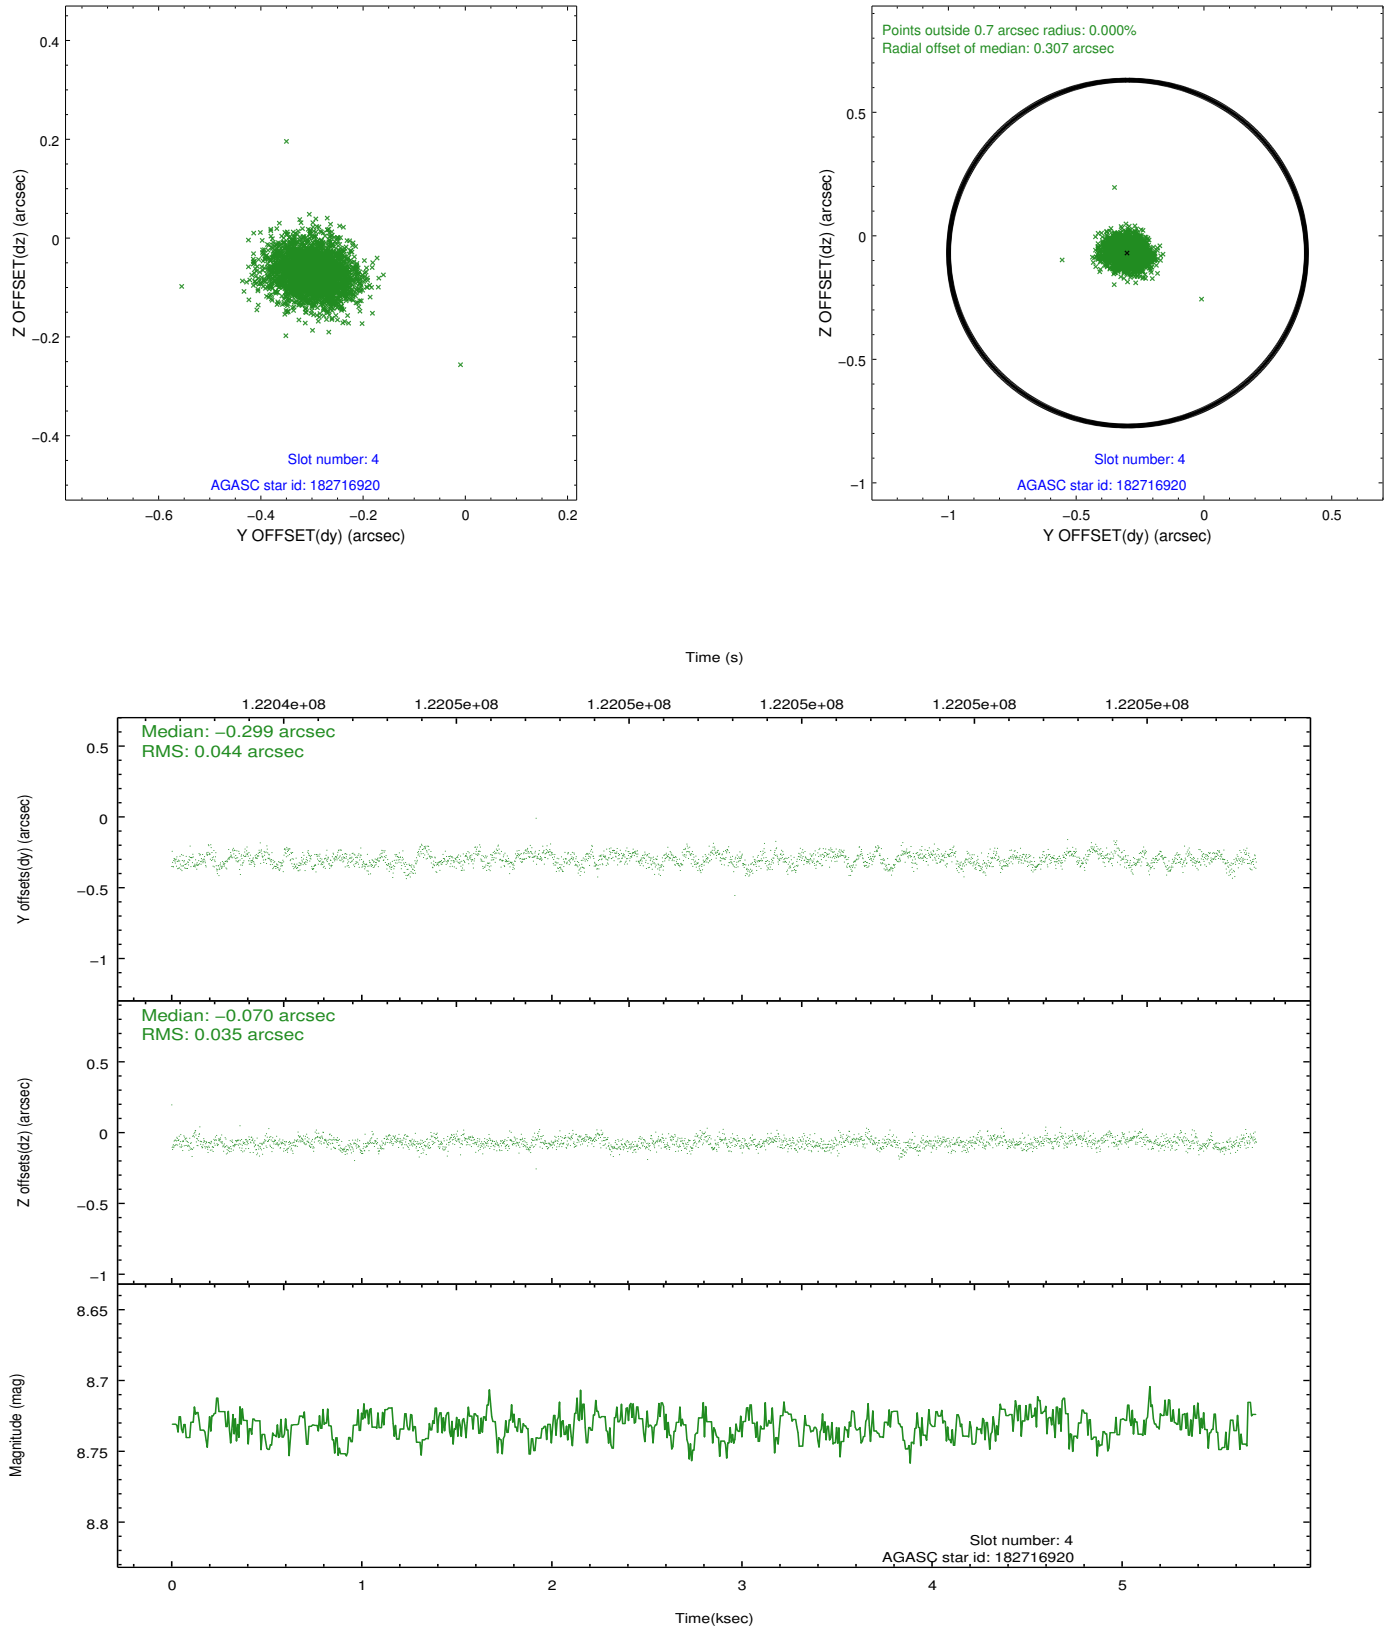 0.4
0.2
0
−0.2
−0.4
Z OFFSET(dz) (arcsec)
Slot number: 4
AGASC star id: 182716920
−0.6 −0.4 −0.2 0 0.2
Y OFFSET(dy) (arcsec)
Points outside 0.7 arcsec radius: 0.000%
Radial offset of median: 0.307 arcsec
0.5
0
−0.5
−1
Z OFFSET(dz) (arcsec)
Slot number: 4
AGASC star id: 182716920
−1 −0.5 0 0.5
Y OFFSET(dy) (arcsec)
Time (s)
1.2204e+08 1.2205e+08 1.2205e+08 1.2205e+08 1.2205e+08 1.2205e+08
Median: −0.299 arcsec
RMS: 0.044 arcsec
0.5
0
−0.5
−1
Y offsets(dy) (arcsec)
Median: −0.070 arcsec
RMS: 0.035 arcsec
0.5
0
−0.5
−1
Z offsets(dz) (arcsec)
8.65
8.7
8.75
8.8
Magnitude (mag)
Slot number: 4
AGASC star id: 182716920
0 1 2 3 4 5
Time(ksec)